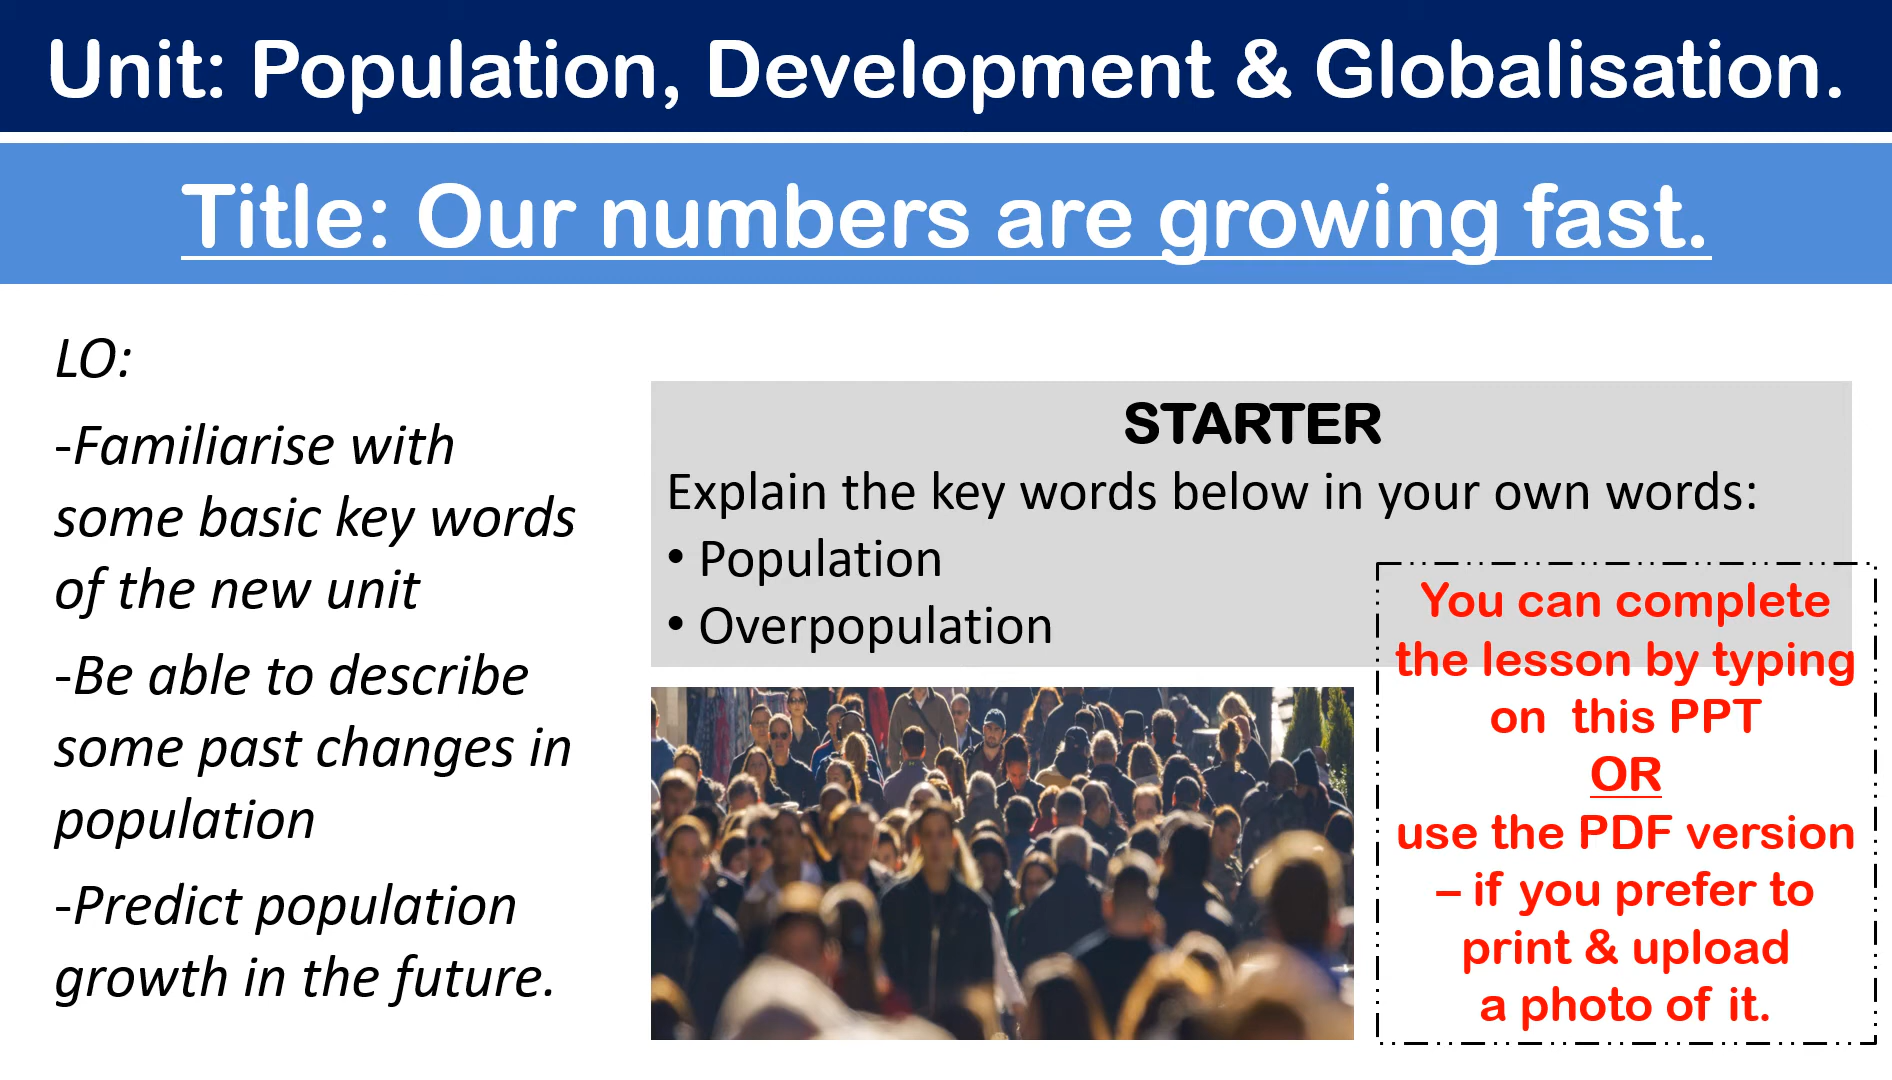 Unit: Population, Development & Globalisation.
Title: Our numbers are growing fast.
LO:
-Familiarise with
some basic key words
of the new unit
-Be able to describe
some past changes in
population
-Predict population
growth in the future.
STARTER
Explain the key words below in your own words:
• Population
• Overpopulation
You can complete
the lesson by typing
on this PPT
OR
use the PDF version
– if you prefer to
print & upload
a photo of it.